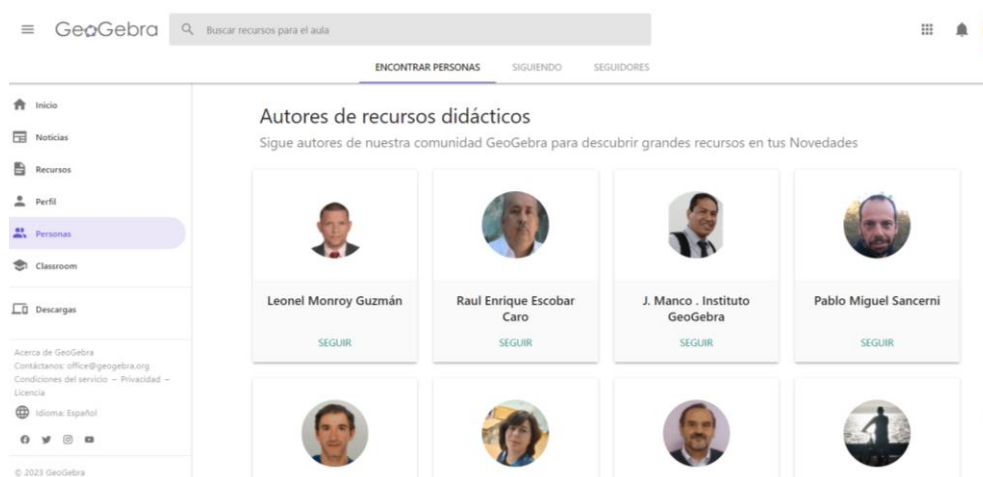 GeoGebra
Buscar recursos para el aula
ENCONTRAR PERSONAS SIGUIENDO SEGUIDORES
Inicio
Noticias
Recursos
Perfil
Personas
Classroom
Descargas
Acerca de GeoGebra
Contáctanos: office@geogebra.org
Condiciones del servicio – Privacidad –
Licencia
Idioma: Español
© 2023 GeoGebra
Autores de recursos didácticos
Sigue autores de nuestra comunidad GeoGebra para descubrir grandes recursos en tus Novedades
Leonel Monroy Guzmán
SEGUIR
Raul Enrique Escobar
Caro
SEGUIR
J. Manco . Instituto
GeoGebra
SEGUIR
Pablo Miguel Sancerni
SEGUIR